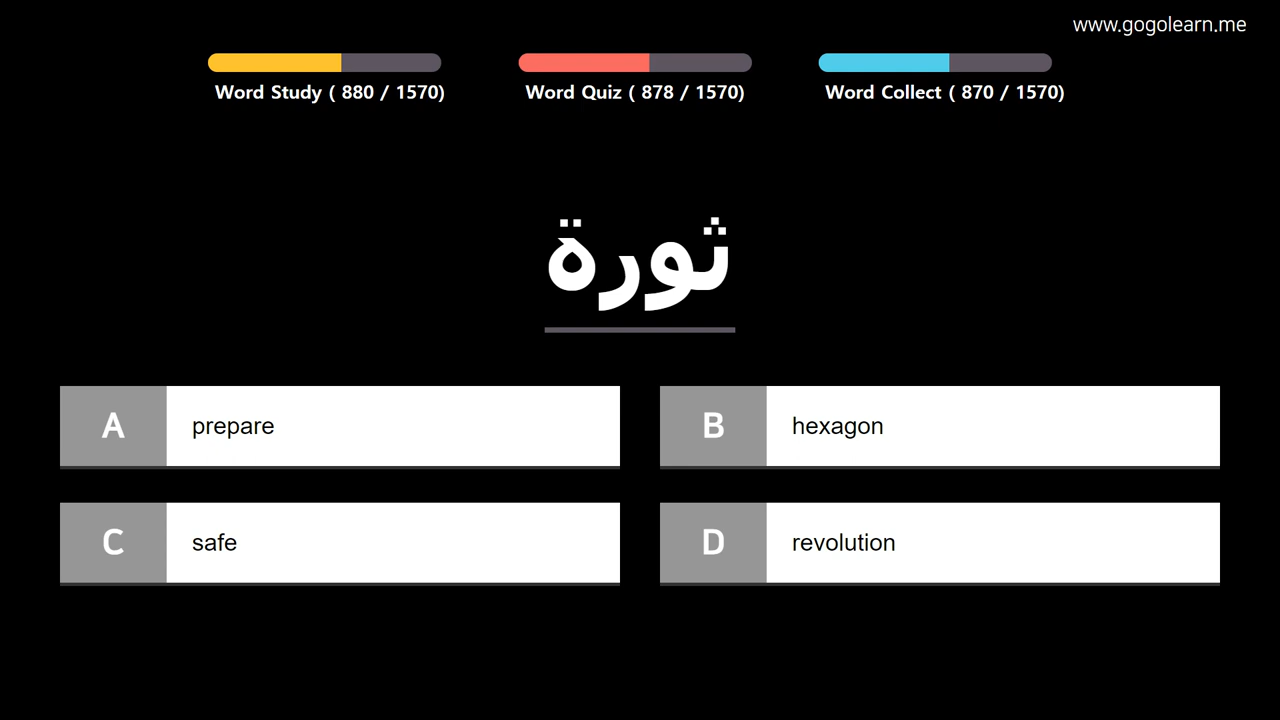 www.gogolearn.me
Word Study ( 880 / 1570)
Word Quiz ( 878 / 1570)
Word Collect ( 870 / 1570)
ثورة
A prepare
B hexagon
C safe
D revolution